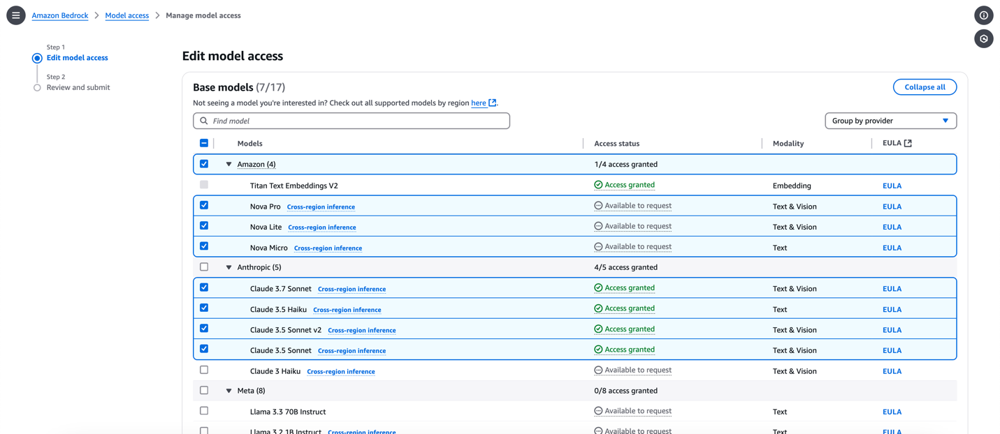 Amazon Bedrock > Model access > Manage model access
Step 1
Edit model access
Step 2
Review and submit
Edit model access
Base models (7/17)
Collapse all
Not seeing a model you're interested in? Check out all supported models by region here.
Find model
Group by provider
Models Access status Modality EULA
Amazon (4) 1/4 access granted
Titan Text Embeddings V2 Access granted Embedding EULA
Nova Pro Cross-region inference Available to request Text & Vision EULA
Nova Lite Cross-region inference Available to request Text & Vision EULA
Nova Micro Cross-region inference Available to request Text EULA
Anthropic (5) 4/5 access granted
Claude 3.7 Sonnet Cross-region inference Access granted Text & Vision EULA
Claude 3.5 Haiku Cross-region inference Access granted Text EULA
Claude 3.5 Sonnet v2 Cross-region inference Access granted Text & Vision EULA
Claude 3.5 Sonnet Cross-region inference Access granted Text & Vision EULA
Claude 3 Haiku Cross-region inference Available to request Text & Vision EULA
Meta (8) 0/8 access granted
Llama 3.3 70B Instruct Available to request Text EULA
Llama 3.2 1B Instruct Cross-region inference Available to request Text EULA